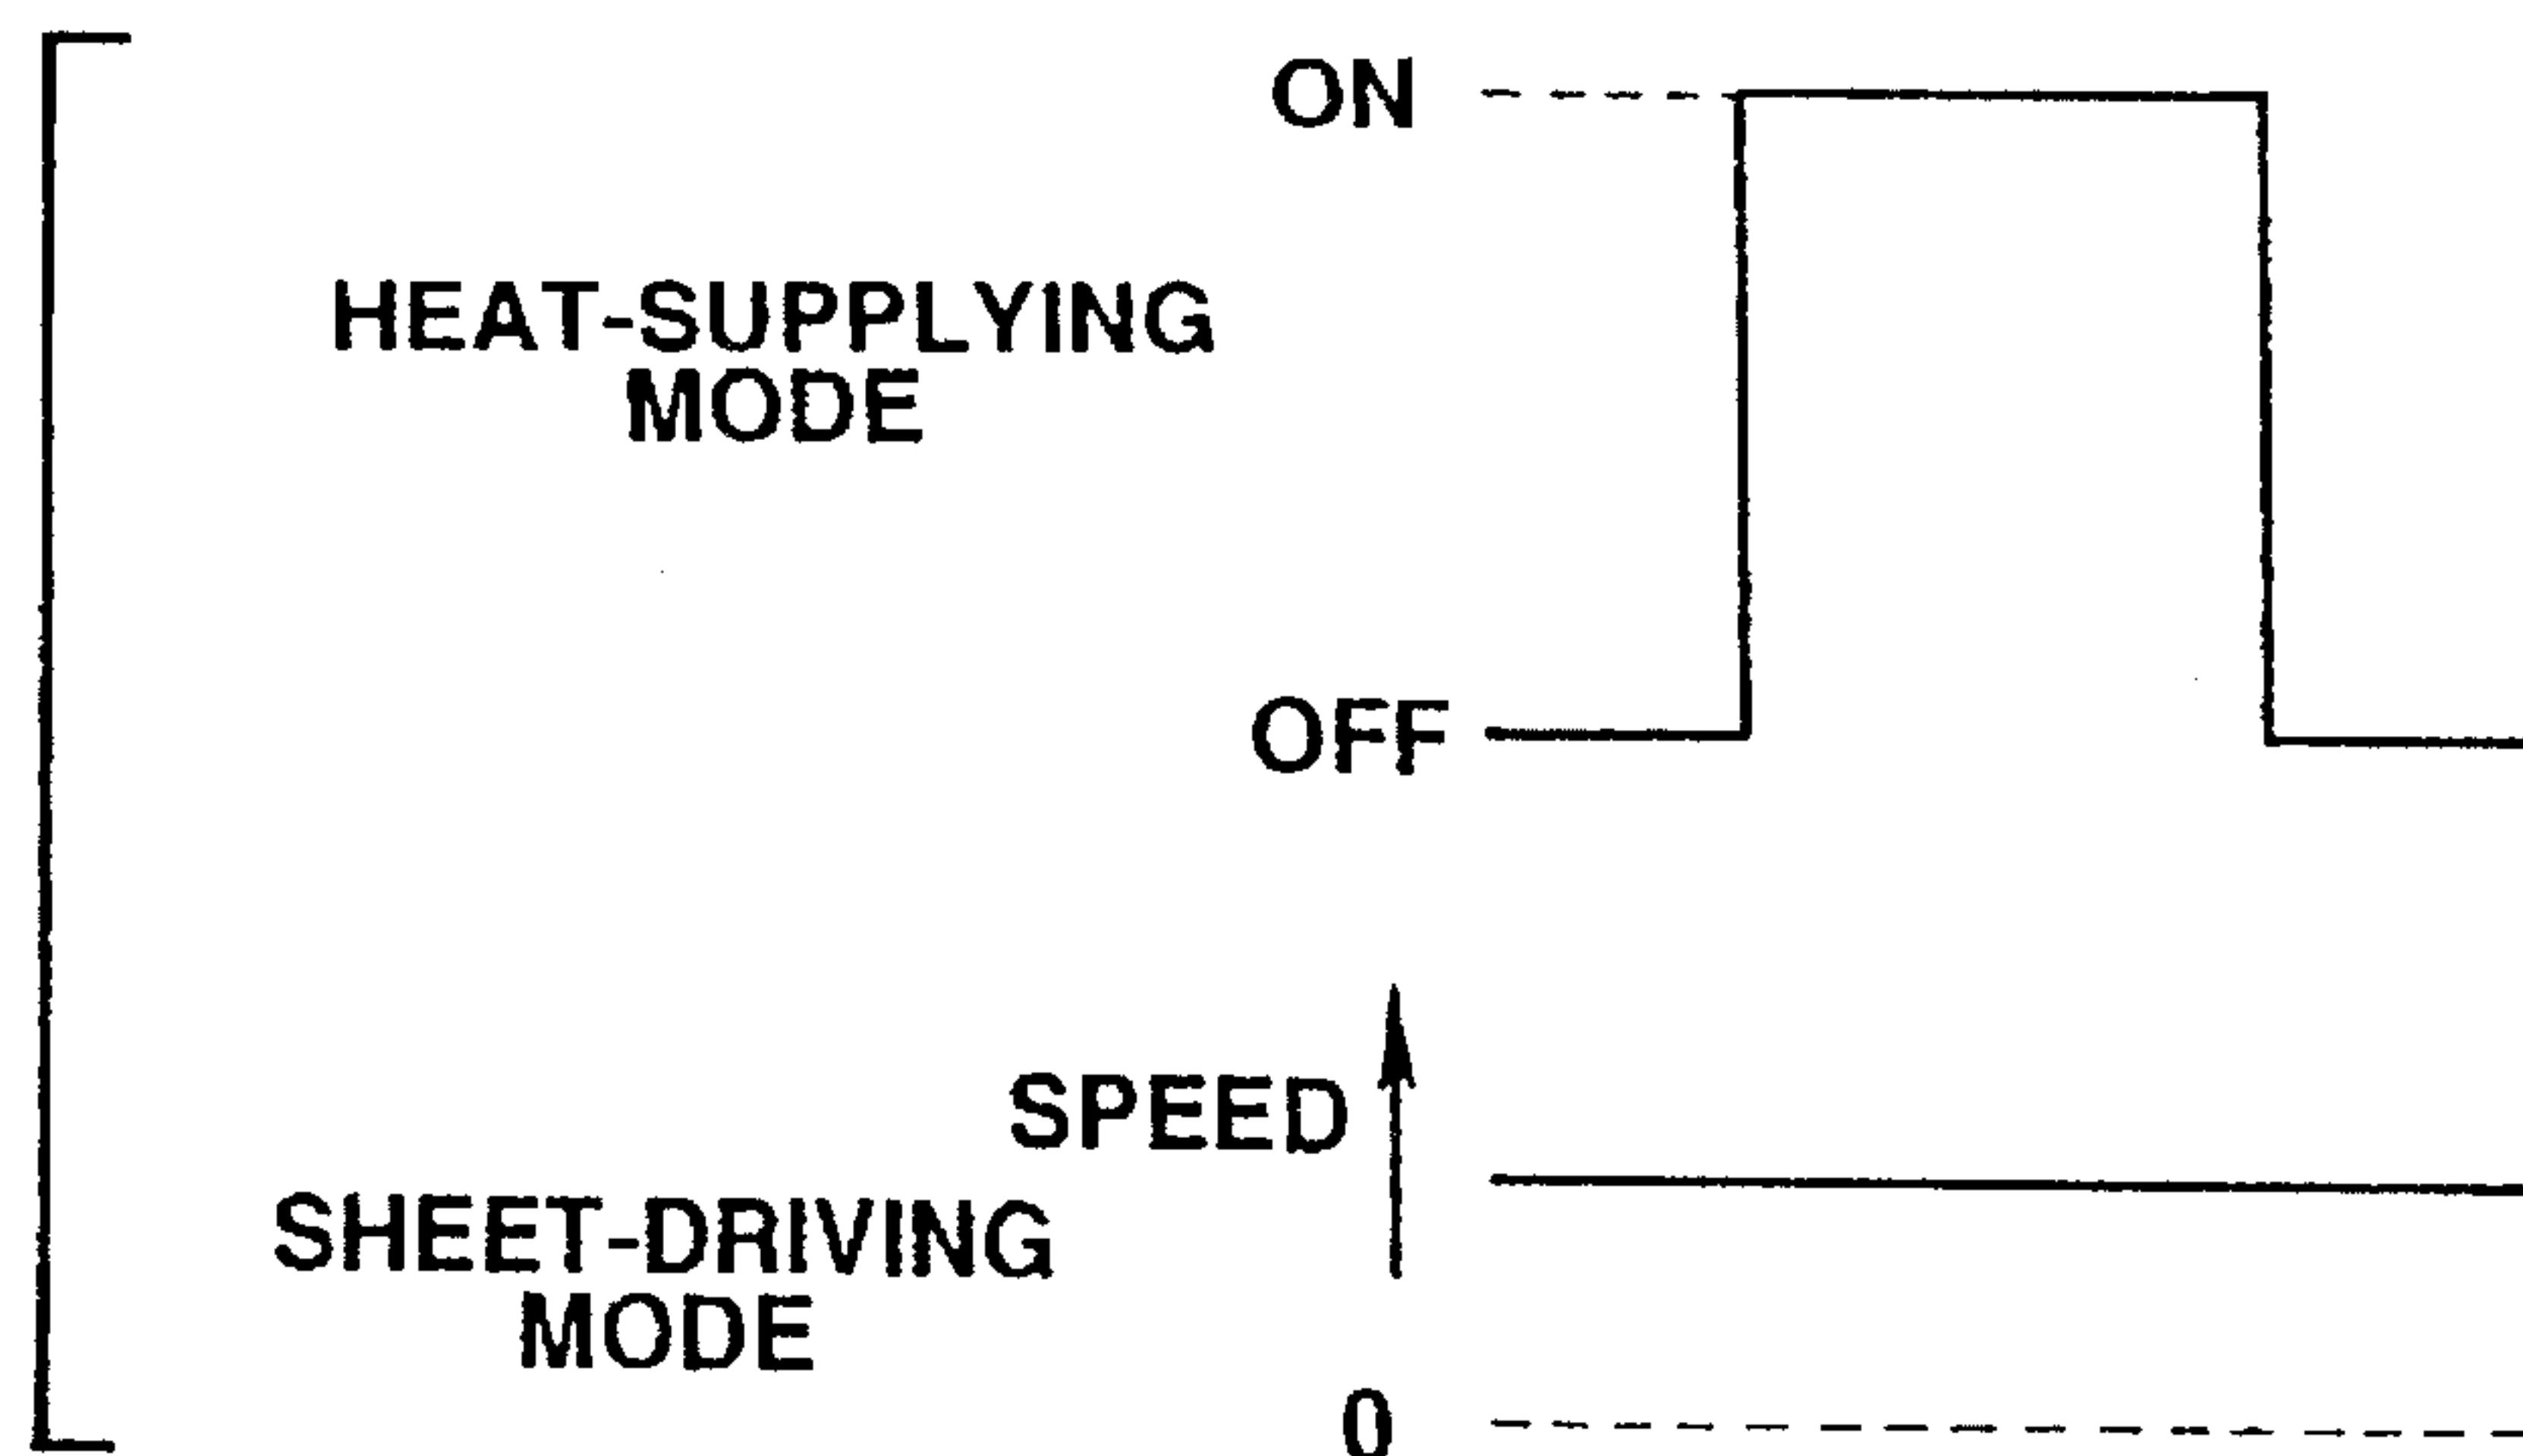 ON
HEAT-SUPPLYING
MODE
OFF
SPEED
SHEET-DRIVING
MODE
0